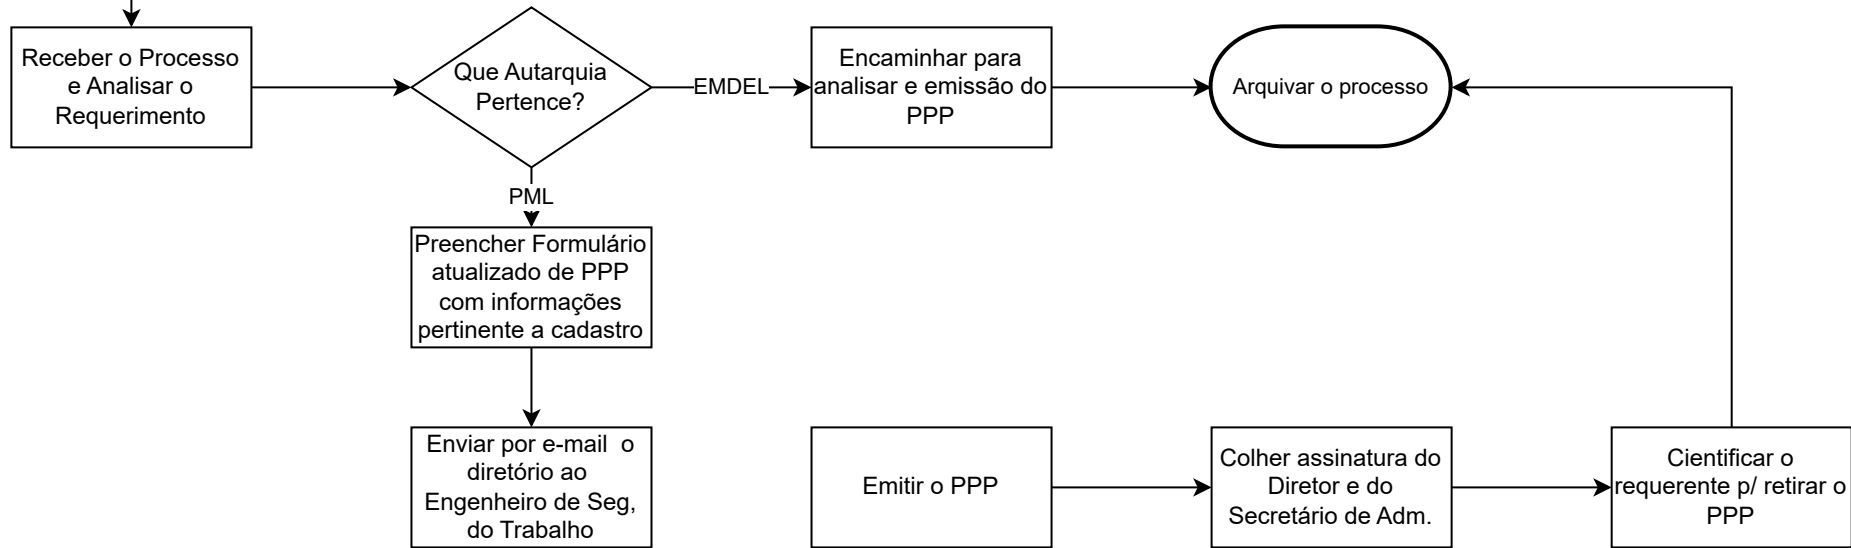 Receber o Processo
e Analisar o
Requerimento
Que Autarquia
Pertence?
EMDEL
Encaminhar para
analisar e emissão do
PPP
Arquivar o processo
PML
Preencher Formulário
atualizado de PPP
com informações
pertinente a cadastro
Enviar por e-mail  o
diretório ao
Engenheiro de Seg,
do Trabalho
Emitir o PPP
Colher assinatura do
Diretor e do
Secretário de Adm.
Cientificar o
requerente p/ retirar o
PPP